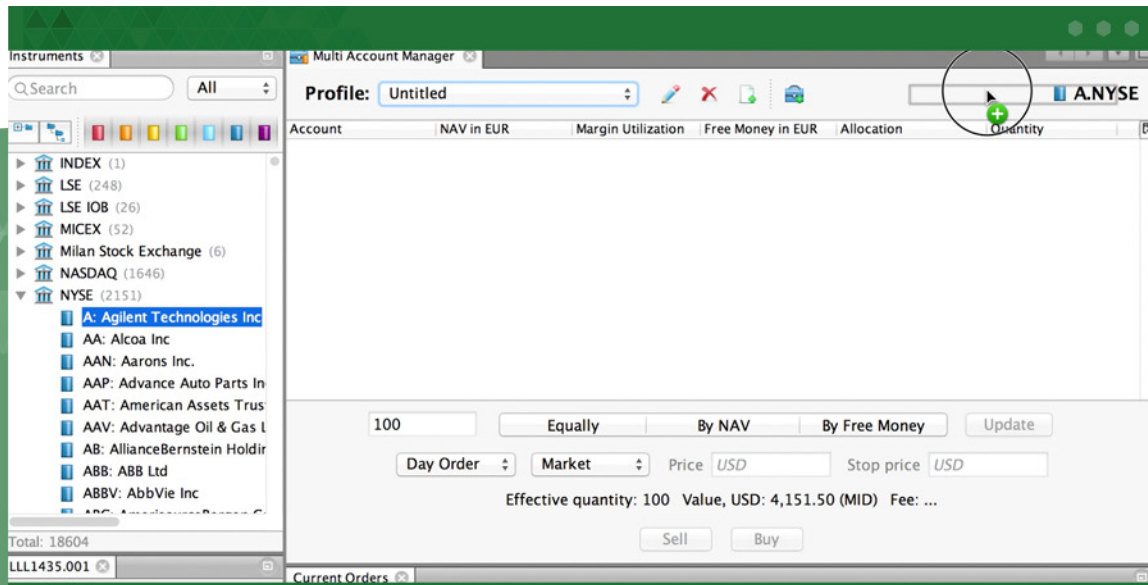 Instruments
Multi Account Manager
Search
All
Profile: Untitled
A.NYSE
Account NAV in EUR Margin Utilization Free Money in EUR Allocation Quantity
INDEX (1)
LSE (248)
LSE IOB (26)
MICEX (52)
Milan Stock Exchange (6)
NASDAQ (1646)
NYSE (2151)
A: Agilent Technologies Inc
AA: Alcoa Inc
AAN: Aarons Inc.
AAP: Advance Auto Parts In
AAT: American Assets Trus
AAV: Advantage Oil & Gas L
AB: AllianceBernstein Holdin
ABB: ABB Ltd
ABBV: AbbVie Inc
Total: 18604
LLL1435.001
100 Equally By NAV By Free Money Update
Day Order Market Price USD Stop price USD
Effective quantity: 100 Value, USD: 4,151.50 (MID) Fee: ...
Sell Buy
Current Orders